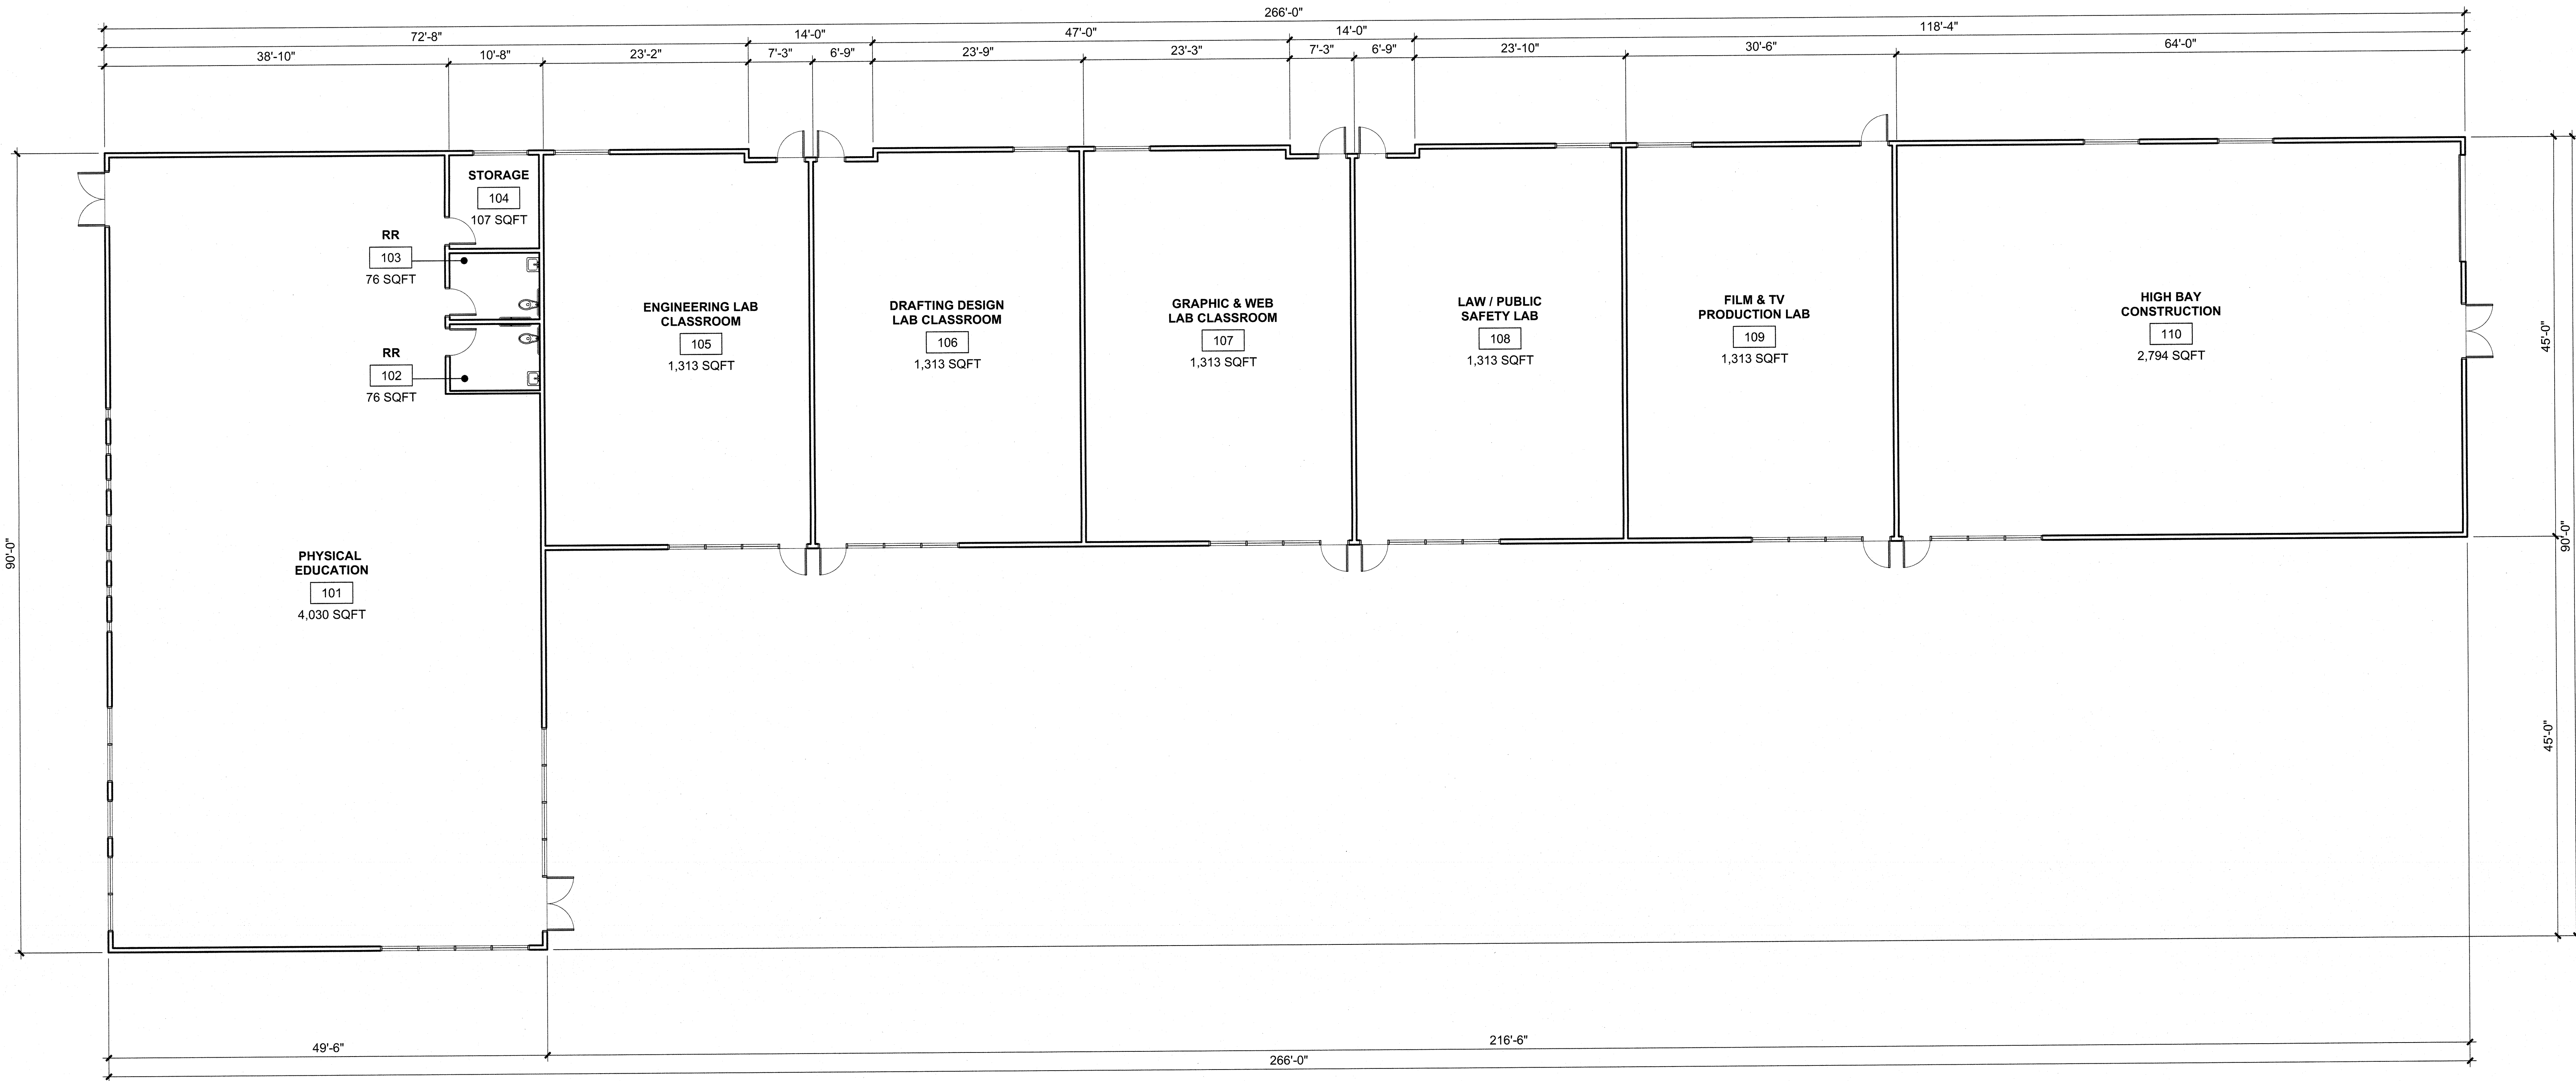 266'-0"
72'-8"
14'-0"
47'-0"
14'-0"
118'-4"
38'-10"
10'-8"
23'-2"
7'-3"
6'-9"
23'-9"
23'-3"
7'-3"
6'-9"
23'-10"
30'-6"
64'-0"
STORAGE
104
107 SQFT
RR
103
76 SQFT
RR
102
76 SQFT
ENGINEERING LAB
CLASSROOM
105
1,313 SQFT
DRAFTING DESIGN
LAB CLASSROOM
106
1,313 SQFT
GRAPHIC & WEB
LAB CLASSROOM
107
1,313 SQFT
LAW / PUBLIC
SAFETY LAB
108
1,313 SQFT
FILM & TV
PRODUCTION LAB
109
1,313 SQFT
HIGH BAY
CONSTRUCTION
110
2,794 SQFT
45'-0"
90'-0"
90'-0"
PHYSICAL
EDUCATION
101
4,030 SQFT
45'-0"
49'-6"
216'-6"
266'-0"